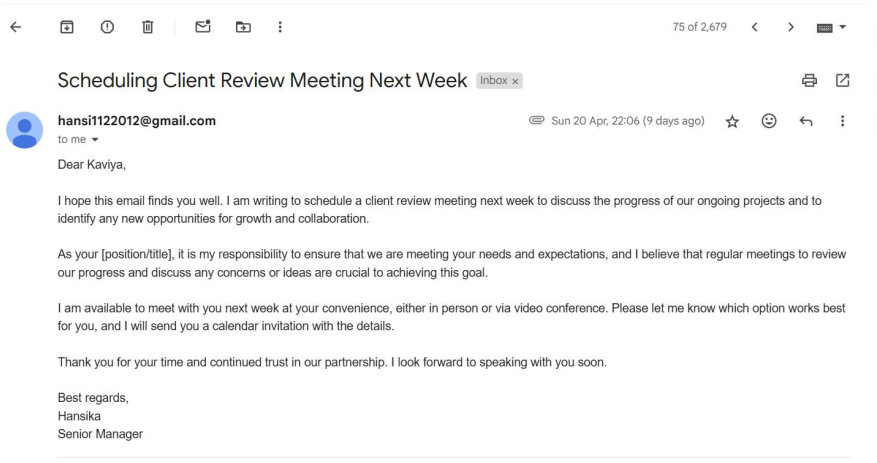 75 of 2,679
Scheduling Client Review Meeting Next Week Inbox x
hansi1122012@gmail.com Sun 20 Apr, 22:06 (9 days ago)
to me
Dear Kaviya,
I hope this email finds you well. I am writing to schedule a client review meeting next week to discuss the progress of our ongoing projects and to
identify any new opportunities for growth and collaboration.
As your [position/title], it is my responsibility to ensure that we are meeting your needs and expectations, and I believe that regular meetings to review
our progress and discuss any concerns or ideas are crucial to achieving this goal.
I am available to meet with you next week at your convenience, either in person or via video conference. Please let me know which option works best
for you, and I will send you a calendar invitation with the details.
Thank you for your time and continued trust in our partnership. I look forward to speaking with you soon.
Best regards,
Hansika
Senior Manager